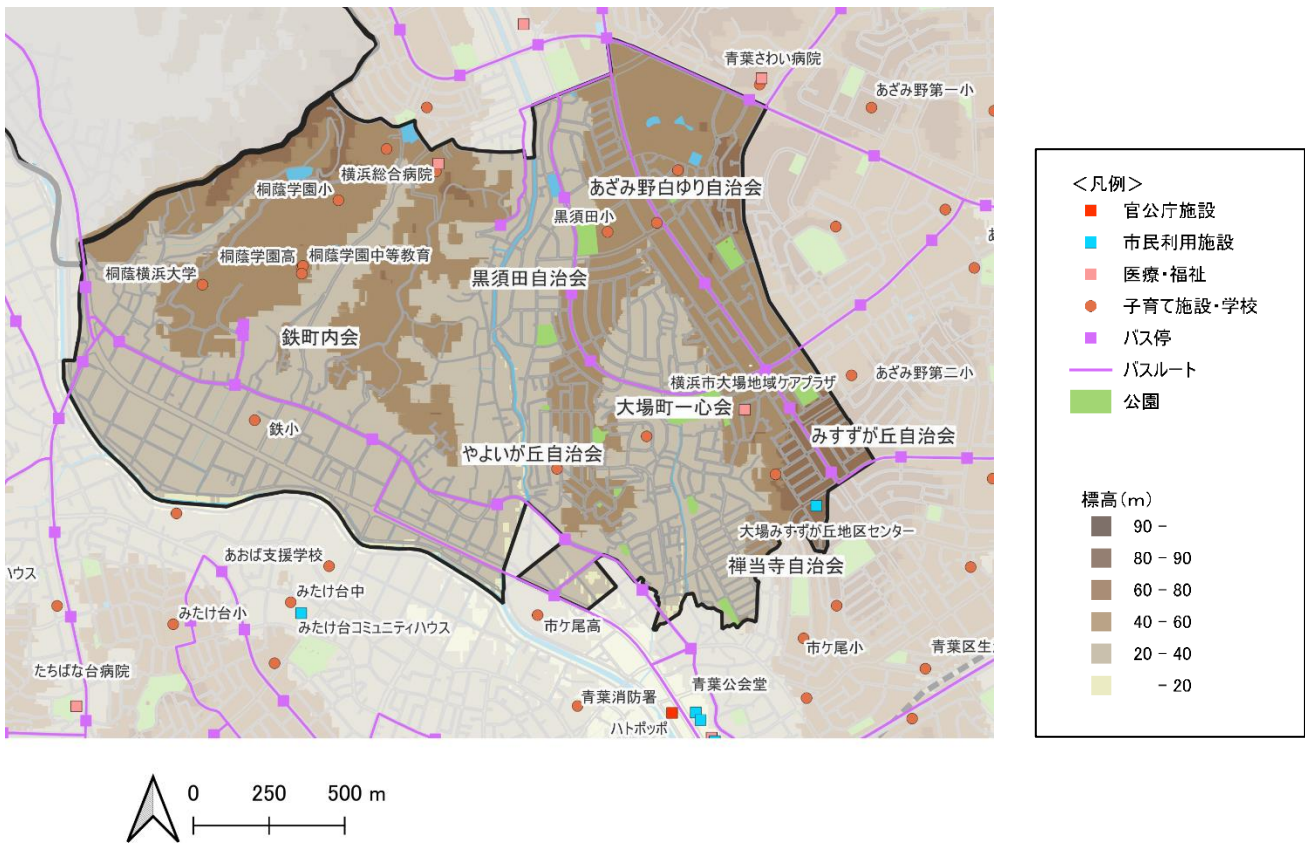 青葉さわい病院
あざみ野第一小
横浜総合病院
桐蔭学園小
あざみ野白ゆり自治会
黒須田小
桐蔭学園高
桐蔭学園中等教育
桐蔭横浜大学
黒須田自治会
鉄町内会
あざみ野第二小
横浜市大場地域ケアプラザ
大場町一心会
鉄小
みすずが丘自治会
やよいが丘自治会
大場みすずが丘地区センター
あおば支援学校
禅当寺自治会
ハウス
みたけ台中
みたけ台小
みたけ台コミュニティハウス
市ケ尾高
市ケ尾小
青葉区生
たちばな台病院
青葉公会堂
青葉消防署
ハトポッポ
<凡例>
官公庁施設
市民利用施設
医療・福祉
子育て施設・学校
バス停
バスルート
公園
標高(m)
90 -
80 - 90
60 - 80
40 - 60
20 - 40
- 20
0 250 500 m